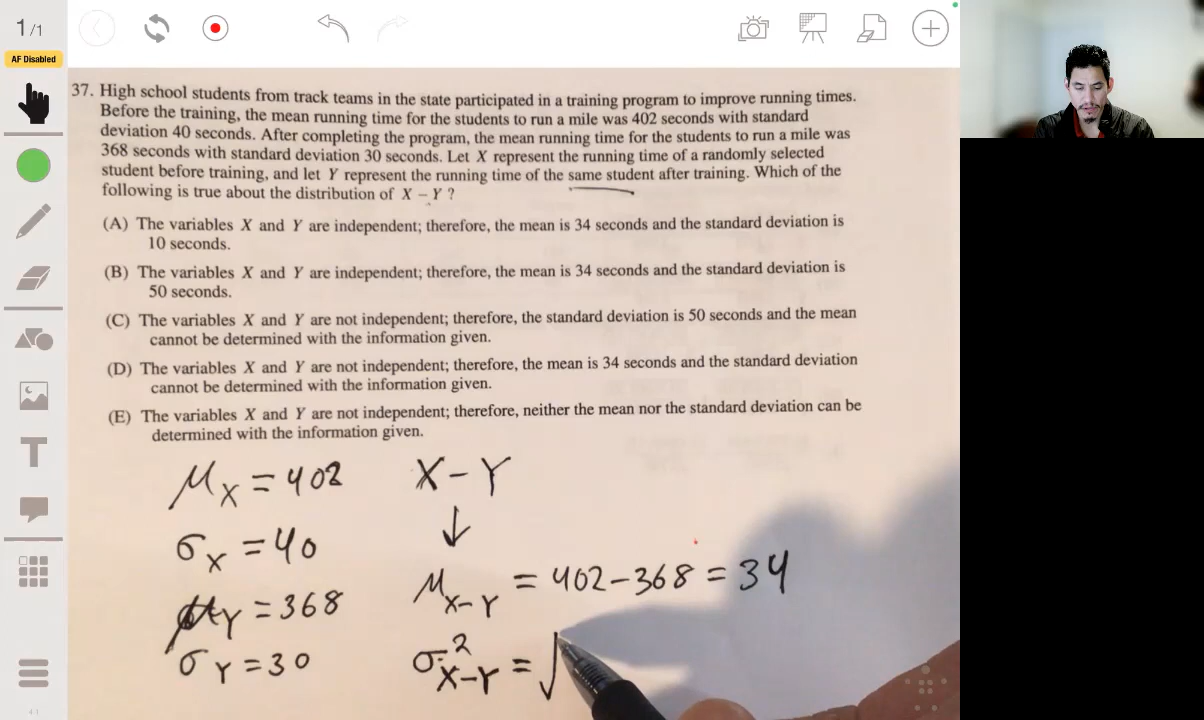 1/1
AF Disabled
37. High school students from track teams in the state participated in a training program to improve running times.
Before the training, the mean running time for the students to run a mile was 402 seconds with standard
deviation 40 seconds. After completing the program, the mean running time for the students to run a mile was
368 seconds with standard deviation 30 seconds. Let X represent the running time of a randomly selected
student before training, and let Y represent the running time of the same student after training. Which of the
following is true about the distribution of X – Y ?
(A) The variables X and Y are independent; therefore, the mean is 34 seconds and the standard deviation is
10 seconds.
(B) The variables X and Y are independent; therefore, the mean is 34 seconds and the standard deviation is
50 seconds.
(C) The variables X and Y are not independent; therefore, the standard deviation is 50 seconds and the mean
cannot be determined with the information given.
(D) The variables X and Y are not independent; therefore, the mean is 34 seconds and the standard deviation
cannot be determined with the information given.
(E) The variables X and Y are not independent; therefore, neither the mean nor the standard deviation can be
determined with the information given.
μ_X = 402
σ_X = 40
μ_Y = 368
σ_Y = 30
X – Y
↓
μ_X–Y = 402 – 368 = 34
σ²_X–Y = √
T